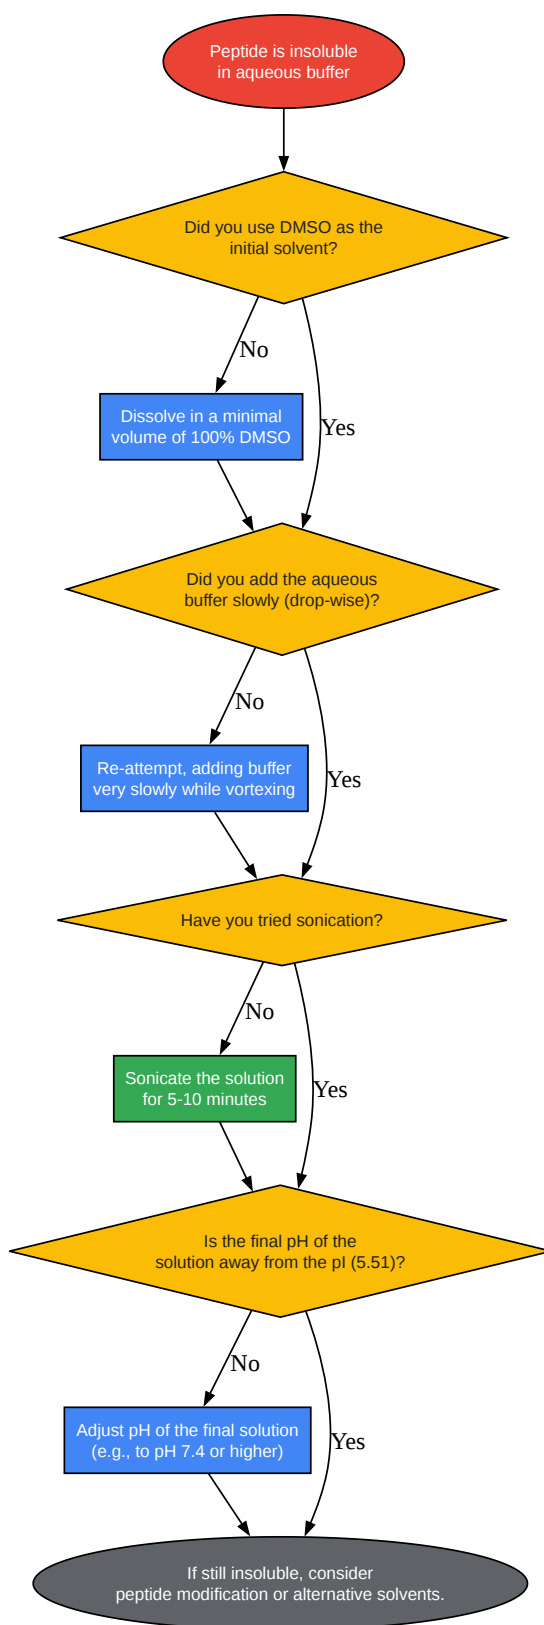 Peptide is insoluble
in aqueous buffer
Did you use DMSO as the
initial solvent?
No
Dissolve in a minimal
volume of 100% DMSO
Yes
Did you add the aqueous
buffer slowly (drop-wise)?
No
Re-attempt, adding buffer
very slowly while vortexing
Yes
Have you tried sonication?
No
Sonicate the solution
for 5-10 minutes
Yes
Is the final pH of the
solution away from the pI (5.51)?
No
Adjust pH of the final solution
(e.g., to pH 7.4 or higher)
Yes
If still insoluble, consider
peptide modification or alternative solvents.